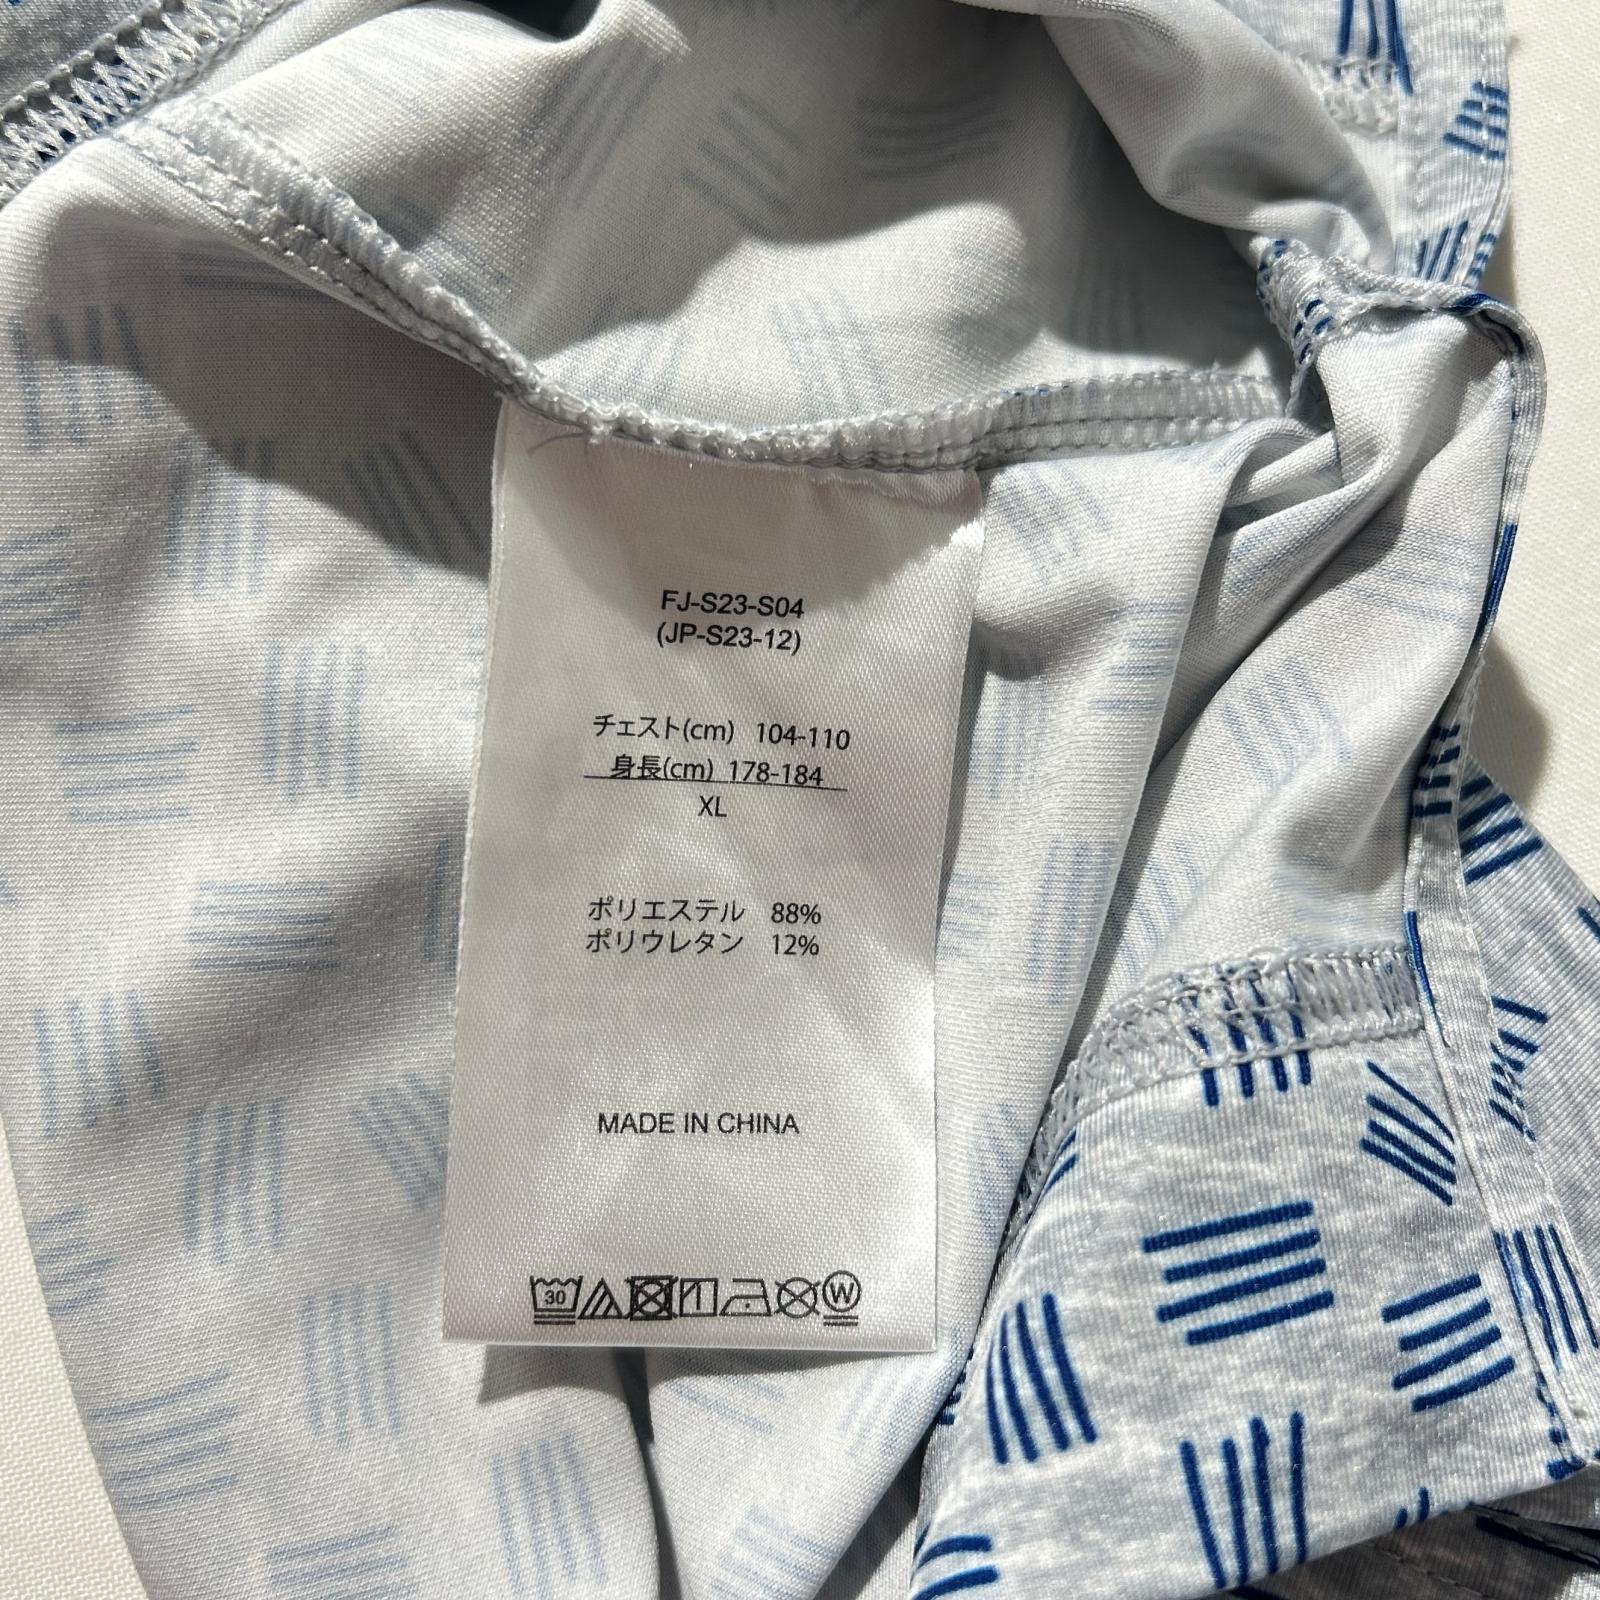 FJ-S23-S04
(JP-S23-12)
チェスト(cm) 104-110
身長(cm) 178-184
XL
ポリエステル 88%
ポリウレタン 12%
MADE IN CHINA
30 W